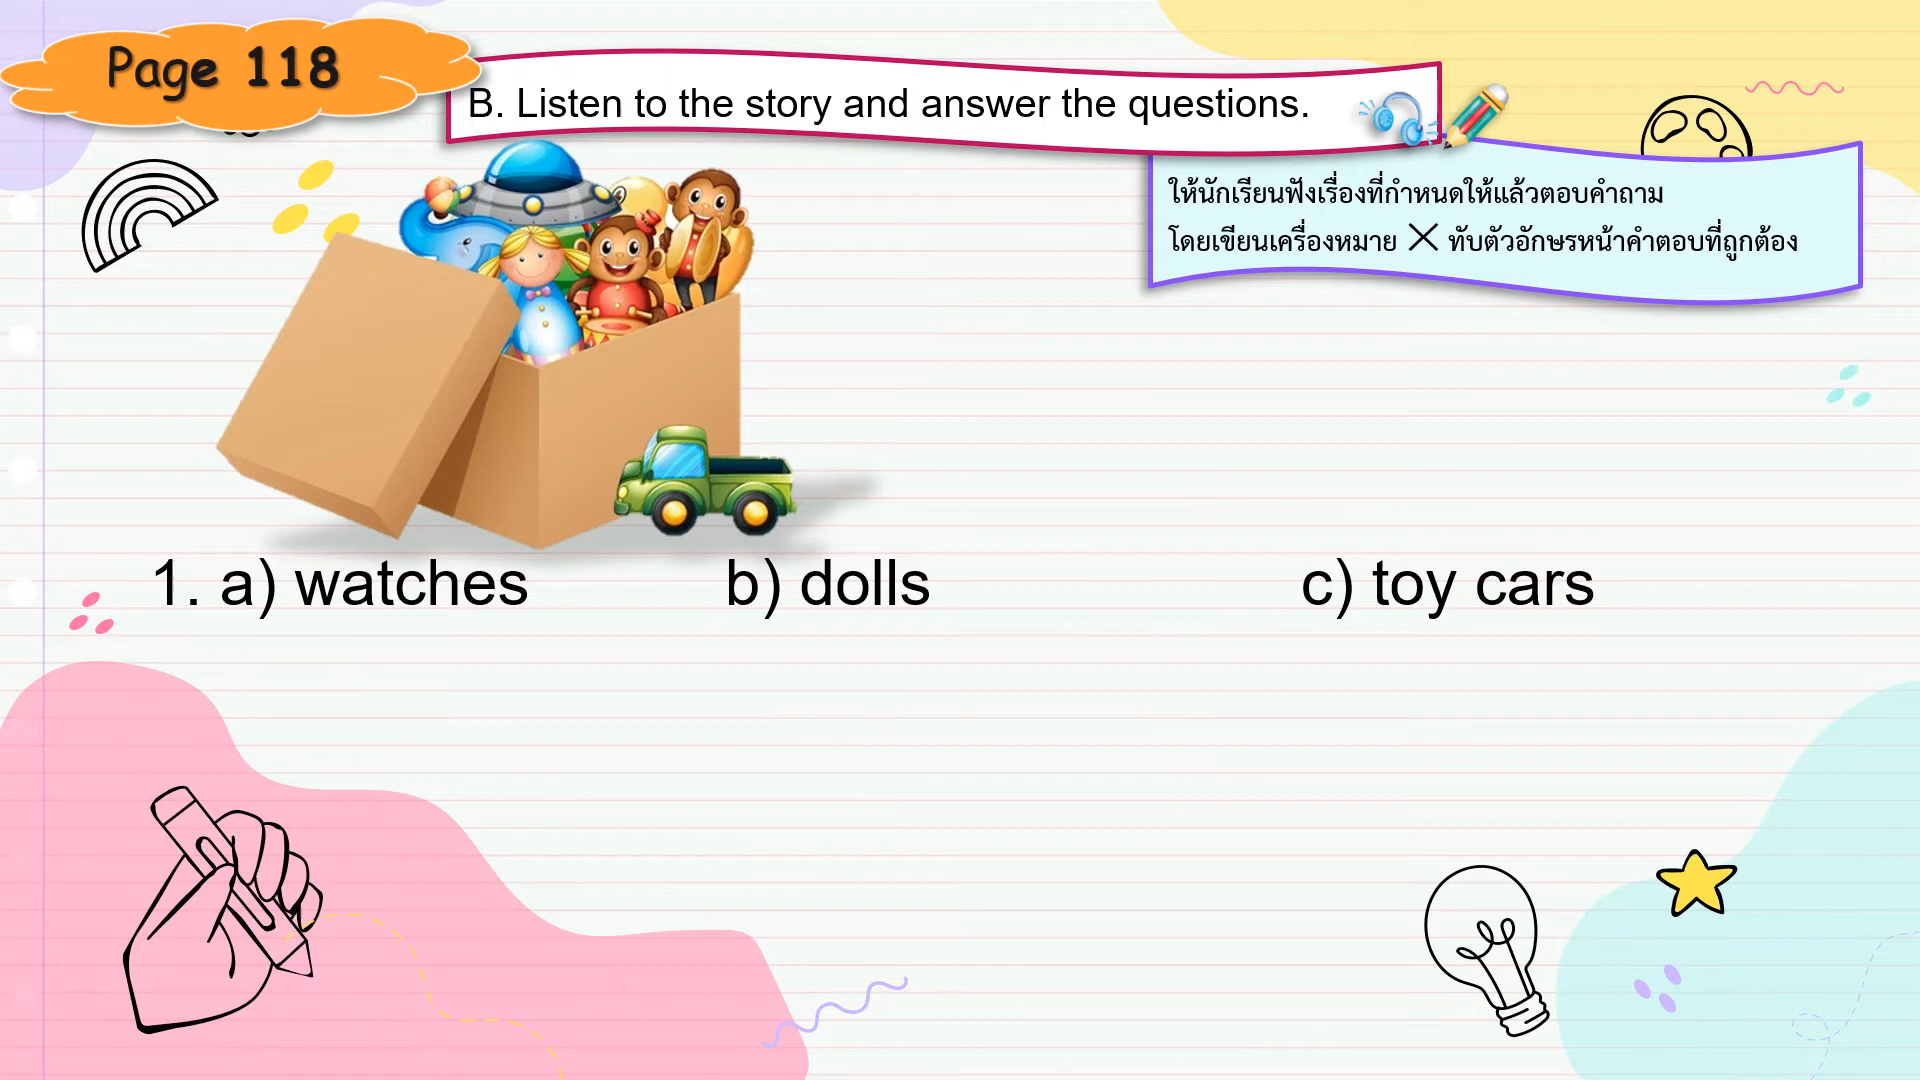 Page 118
B. Listen to the story and answer the questions.
ให้นักเรียนฟังเรื่องที่กำหนดให้แล้วตอบคำถาม
โดยเขียนเครื่องหมาย ✕ ทับตัวอักษรหน้าคำตอบที่ถูกต้อง
1. a) watches b) dolls c) toy cars